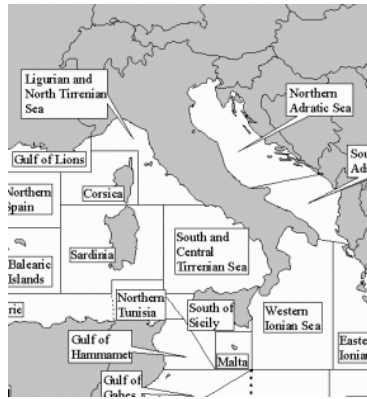 Ligurian and
North Tirrenian
Sea
Northern
Adratic Sea
Gulf of Lions
Northern
Spain
Corsica
Sardinia
Balearic
Islands
South and
Central
Tirrenian Sea
Northern
Tunisia
South of
Sicily
Western
Ionian Sea
Gulf of
Hammamet
Malta
Gulf of